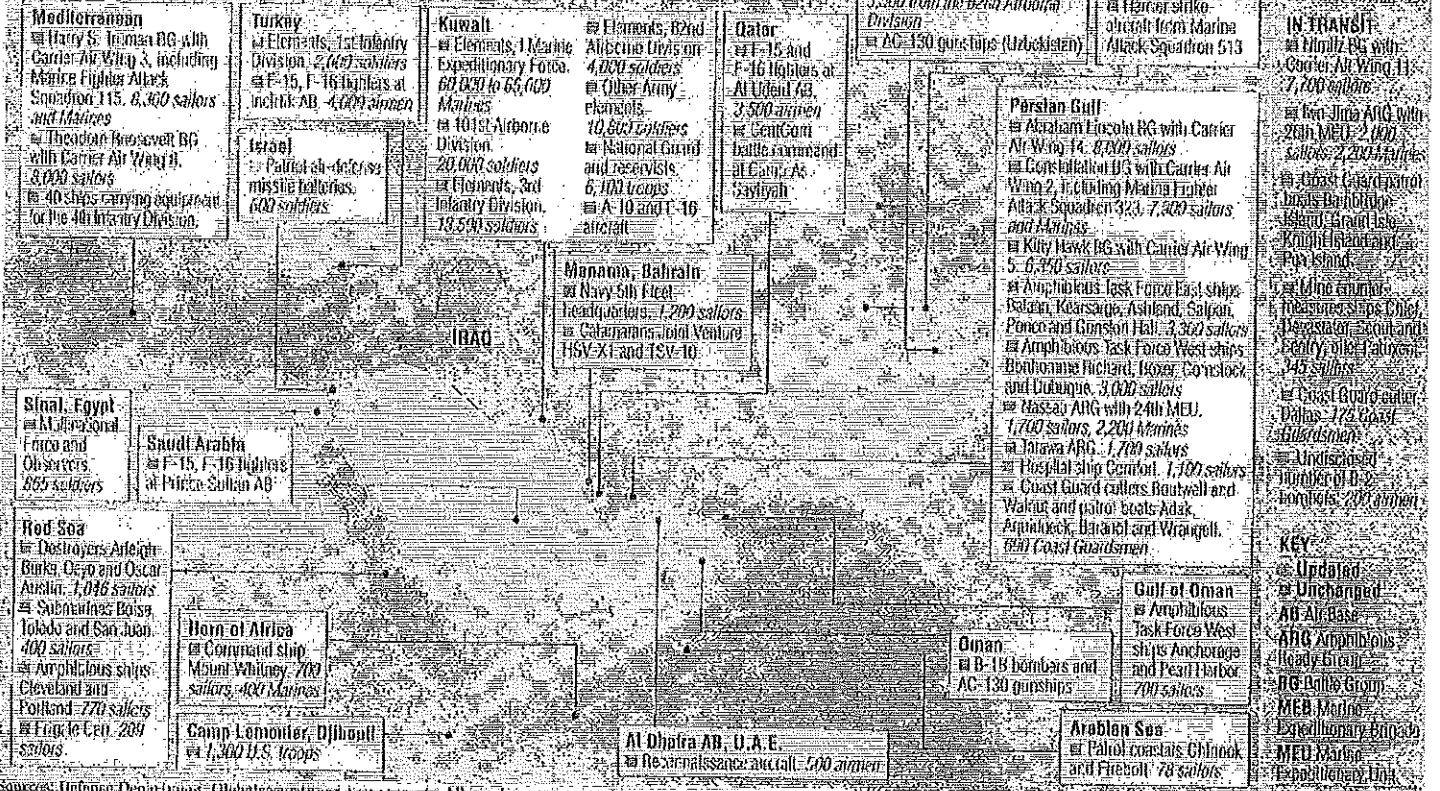 Mediterranean
Harry S. Truman BG with
Carrier Air Wing 3, including
Marine Fighter Attack
Squadron 115. 8,300 sailors
and Marines
Theodore Roosevelt BG
with Carrier Air Wing 8.
8,000 sailors
40 ships carrying equipment
for the 4th Infantry Division
Turkey
Elements, 1st Infantry
Division. 2,000 soldiers
F-15, F-16 fighters at
Incirlik AB 4,000 airmen
Israel
Patriot air-defense
missile batteries.
600 soldiers
Kuwait
Elements, I Marine
Expeditionary Force.
60,000 to 65,000
Marines
101st Airborne
Division.
20,000 soldiers
Elements, 3rd
Infantry Division.
13,500 soldiers
Elements, 82nd
Airborne Division
4,000 soldiers
Other Army
elements.
soldiers
National Guard
and reservists
6,100 troops
A-10 and F-16
aircraft
Qatar
F-15 and
F-16 fighters at
Al Udeid AB.
3,500 airmen
CentCom
battle command
at Camp As
Sayliyah
from the 82nd Airborne
Division
AC-130 gunships (Uzbekistan)
Harrier strike
aircraft from Marine
Attack Squadron 513
Manama, Bahrain
Navy 5th Fleet
headquarters. 1,200 sailors
Catamarans Joint Venture
HSV-X1 and TSV-1X
IRAQ
Persian Gulf
Abraham Lincoln BG with Carrier
Air Wing 14. 8,000 sailors
Constellation BG with Carrier Air
Wing 2, including Marine Fighter
Attack Squadron 323. sailors
and Marines
Kitty Hawk BG with Carrier Air Wing
5. sailors
Amphibious Task Force East ships
Bataan, Kearsarge, Ashland, Saipan,
Ponce and Gunston Hall. 3,300 sailors
Amphibious Task Force West ships
Bonhomme Richard, Boxer, Comstock
and Dubuque. 3,000 sailors
Nassau ARG with 24th MEU.
1,700 sailors, 2,200 Marines
Tarawa ARG. 1,700 sailors
Hospital ship Comfort. 1,100 sailors
Coast Guard cutters Boutwell and
Walnut and patrol boats Adak,
Aquidneck, Baranof and Wrangell.
690 Coast Guardsmen
Sinai, Egypt
Multinational
Force and
Observers
865 soldiers
Saudi Arabia
F-15, F-16 fighters
at Prince Sultan AB
Red Sea
Destroyers Arleigh
Burke, Deyo and Oscar
Austin. 1,046 sailors
Submarines Boise,
Toledo and San Juan.
400 sailors
Amphibious ships
Cleveland and
Portland. 770 sailors
Frigate Carr.
sailors
Horn of Africa
Command ship
Mount Whitney. 700
sailors, 400 Marines
Camp Lemonier, Djibouti
1,300 U.S. troops
Al Dhafra AB, U.A.E.
Reconnaissance aircraft. 500 airmen
Oman
B-1B bombers and
AC-130 gunships
Gulf of Oman
Amphibious
Task Force West
ships Anchorage
and Pearl Harbor
700 sailors
Arabian Sea
Patrol coastals Chinook
and Firebolt. 78 sailors
IN TRANSIT
Nimitz BG with
Carrier Air Wing 11.
7,700 sailors
Iwo Jima ARG with
26th MEU. 2,000
sailors, 2,200 Marines
Coast Guard patrol
boats Bainbridge
Island, Grand Isle,
Knight Island and
Pea Island.
Mine counter-
measures ships Chief,
Devastator, Scout and
Sentry; oiler Patuxent.
345 sailors
Coast Guard cutter
Dallas. 175 Coast
Guardsmen
Undisclosed
number of B-2
bombers. 200 airmen
KEY
Updated
Unchanged
AB Air Base
ARG Amphibious
Ready Group
BG Battle Group
MEB Marine
Expeditionary Brigade
MEU Marine
Expeditionary Unit
Sources: Defense Department,